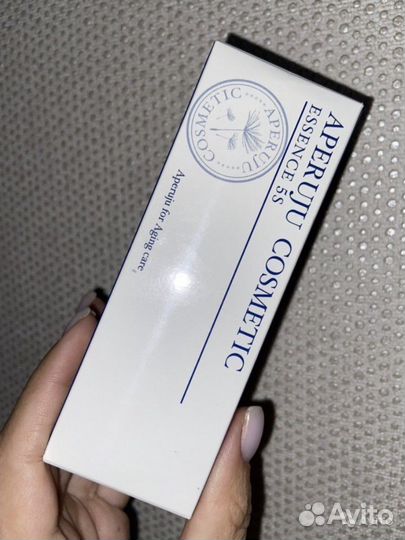 APERUJU COSMETIC
ESSENCE 5S
COSMETIC APERUJU
Aperuju for Aging care
Avito